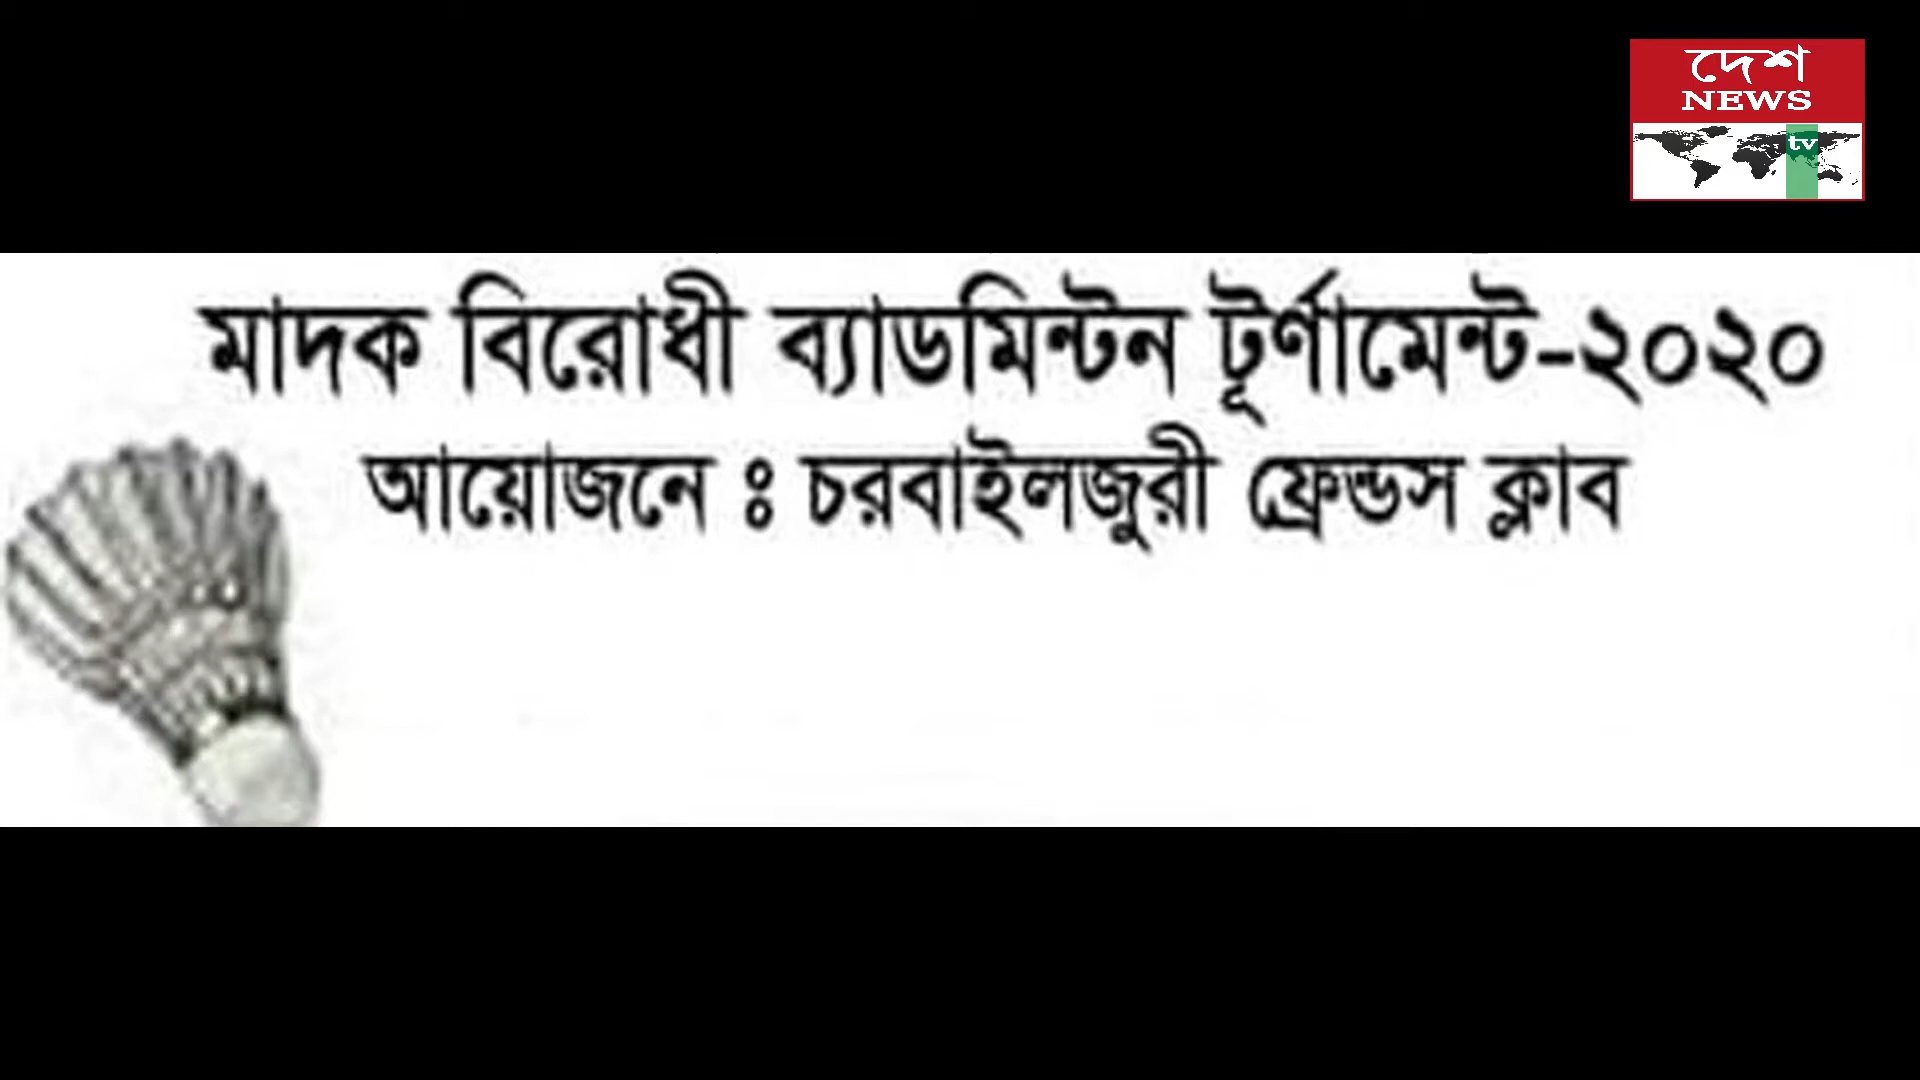 দেশ
NEWS
tv
মাদক বিরোধী ব্যাডমিন্টন টূর্ণামেন্ট-২০২০
আয়োজনে ঃ চরবাইলজুরী ফ্রেন্ডস ক্লাব